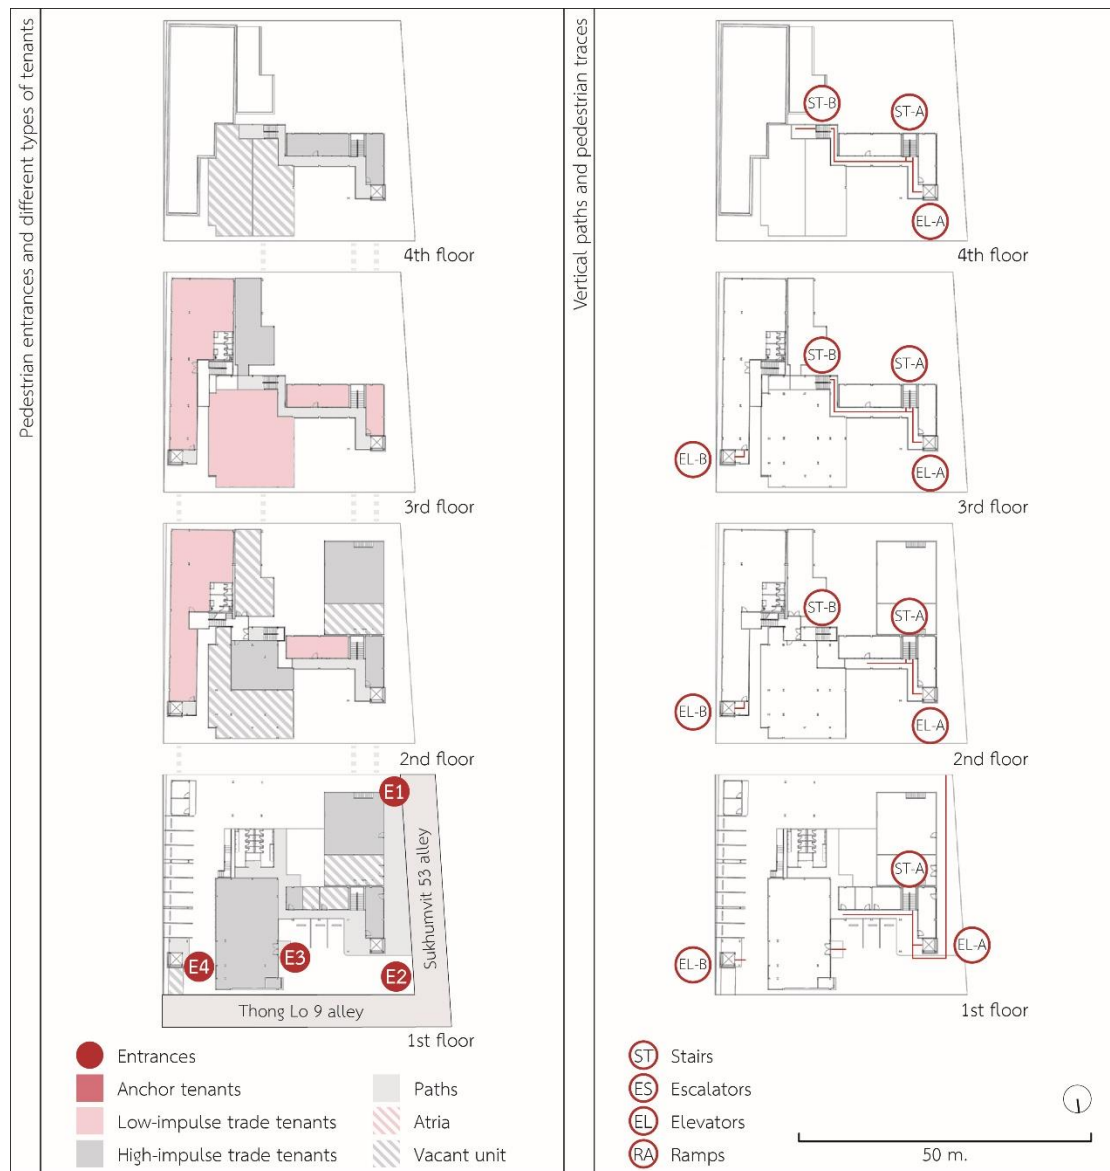 Pedestrian entrances and different types of tenants
4th floor
3rd floor
2nd floor
E1
Sukhumvit 53 alley
E3
E4
E2
Thong Lo 9 alley
1st floor
Entrances
Anchor tenants
Low-impulse trade tenants
High-impulse trade tenants
Paths
Atria
Vacant unit
Vertical paths and pedestrian traces
ST-B
ST-A
EL-A
4th floor
ST-B
ST-A
EL-B
EL-A
3rd floor
ST-B
ST-A
EL-B
EL-A
2nd floor
ST-A
EL-A
EL-B
1st floor
ST Stairs
ES Escalators
EL Elevators
RA Ramps
50 m.